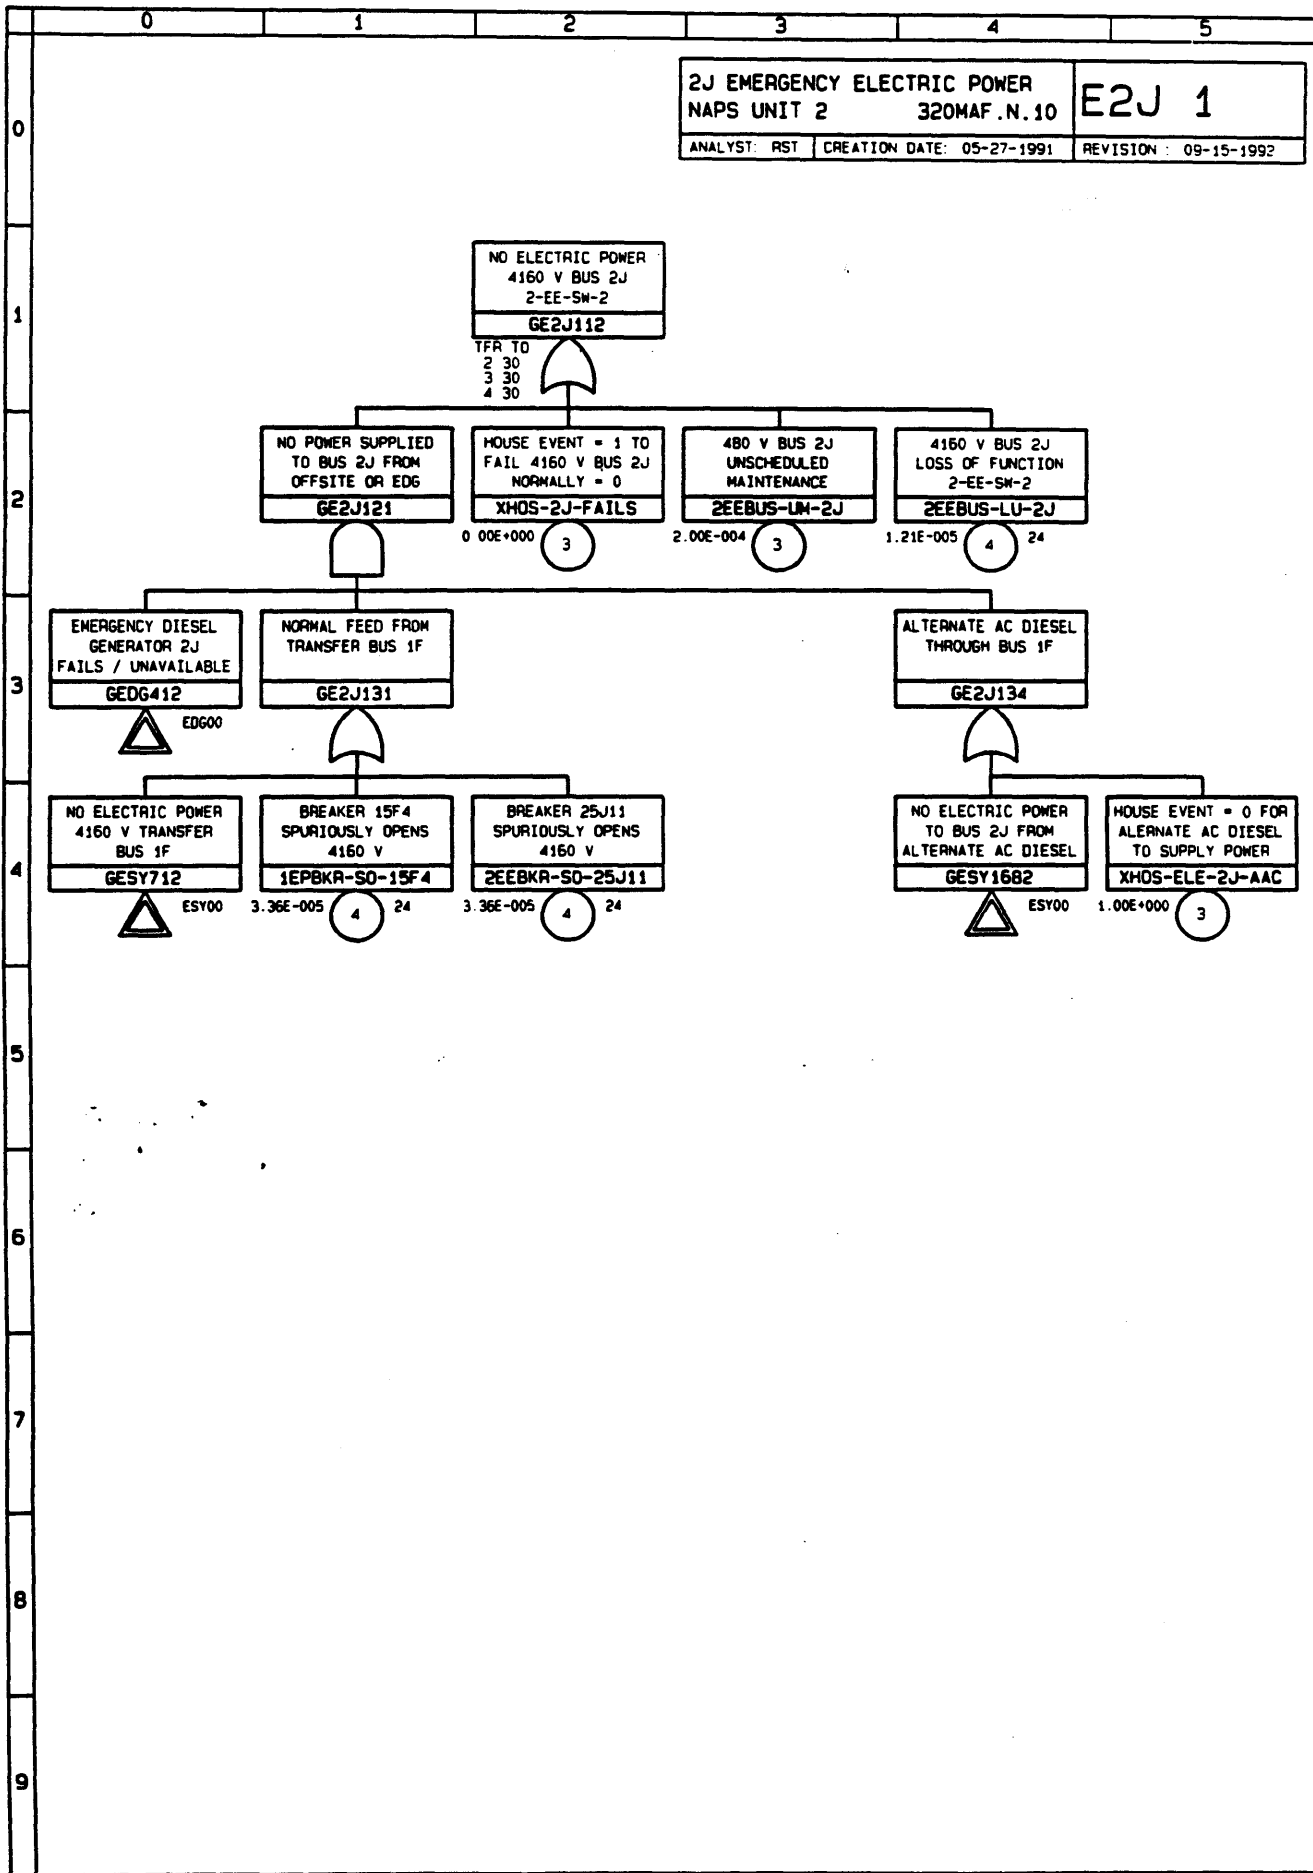 0 1 2 3 4 5
2J EMERGENCY ELECTRIC POWER
NAPS UNIT 2 320MAF.N.10
E2J 1
ANALYST: RST CREATION DATE: 05-27-1991 REVISION : 09-15-1992
0
NO ELECTRIC POWER
4160 V BUS 2J
2-EE-SW-2
GE2J112
1
TFR TO
2 30
3 30
4 30
NO POWER SUPPLIED
TO BUS 2J FROM
OFFSITE OR EDG
GE2J121
HOUSE EVENT = 1 TO
FAIL 4160 V BUS 2J
NORMALLY = 0
XHOS-2J-FAILS
0 00E+000 3
480 V BUS 2J
UNSCHEDULED
MAINTENANCE
2EEBUS-UM-2J
2.00E-004 3
4160 V BUS 2J
LOSS OF FUNCTION
2-EE-SW-2
2EEBUS-LU-2J
1.21E-005 4 24
2
EMERGENCY DIESEL
GENERATOR 2J
FAILS / UNAVAILABLE
GEDG412
EDG00
NORMAL FEED FROM
TRANSFER BUS 1F
GE2J131
ALTERNATE AC DIESEL
THROUGH BUS 1F
GE2J134
3
NO ELECTRIC POWER
4160 V TRANSFER
BUS 1F
GESY712
ESY00
BREAKER 15F4
SPURIOUSLY OPENS
4160 V
1EPBKR-SO-15F4
3.36E-005 4 24
BREAKER 25J11
SPURIOUSLY OPENS
4160 V
2EEBKR-SO-25J11
3.36E-005 4 24
NO ELECTRIC POWER
TO BUS 2J FROM
ALTERNATE AC DIESEL
GESY1682
ESY00
HOUSE EVENT = 0 FOR
ALERNATE AC DIESEL
TO SUPPLY POWER
XHOS-ELE-2J-AAC
1.00E+000 3
4
5
6
7
8
9